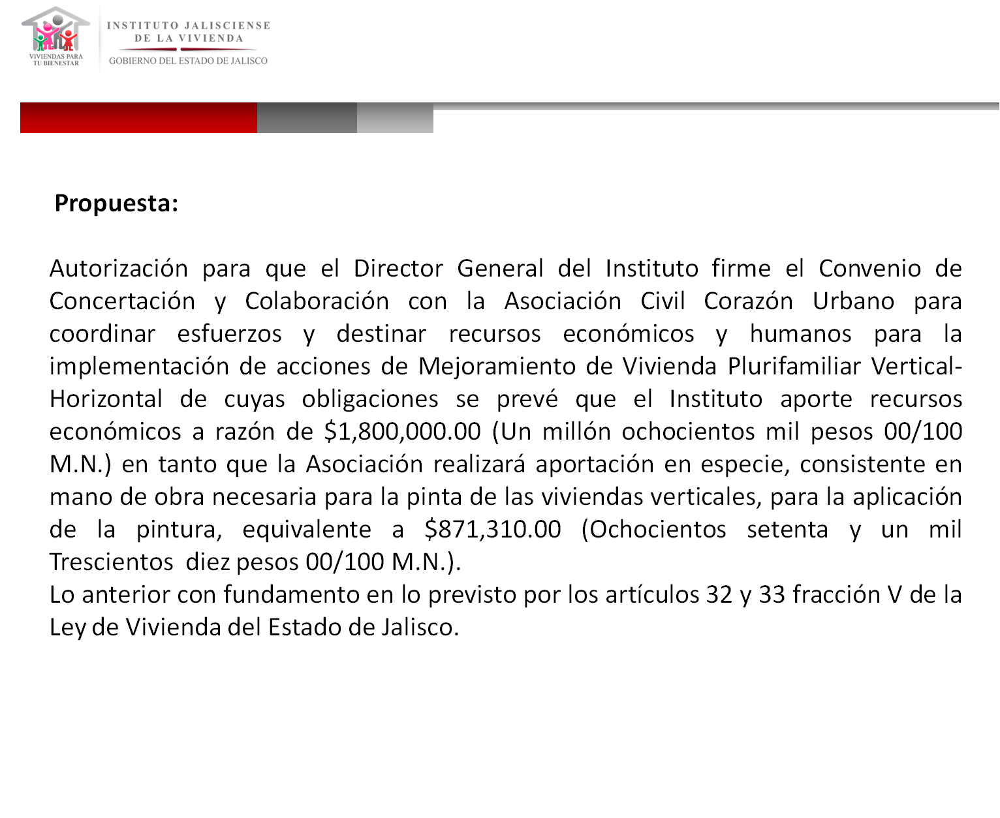 INSTITUTO JALISCIENSE
DE LA VIVIENDA
VIVIENDAS PARA
TU BIENESTAR
GOBIERNO DEL ESTADO DE JALISCO
Propuesta:
Autorización para que el Director General del Instituto firme el Convenio de
Concertación y Colaboración con la Asociación Civil Corazón Urbano para
coordinar esfuerzos y destinar recursos económicos y humanos para la
implementación de acciones de Mejoramiento de Vivienda Plurifamiliar Vertical-
Horizontal de cuyas obligaciones se prevé que el Instituto aporte recursos
económicos a razón de $1,800,000.00 (Un millón ochocientos mil pesos 00/100
M.N.) en tanto que la Asociación realizará aportación en especie, consistente en
mano de obra necesaria para la pinta de las viviendas verticales, para la aplicación
de la pintura, equivalente a $871,310.00 (Ochocientos setenta y un mil
Trescientos diez pesos 00/100 M.N.).
Lo anterior con fundamento en lo previsto por los artículos 32 y 33 fracción V de la
Ley de Vivienda del Estado de Jalisco.